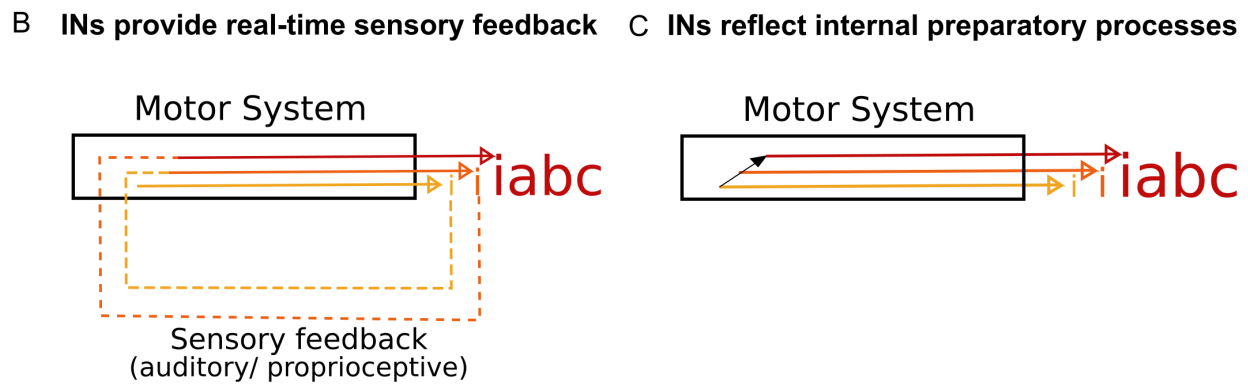 B INs provide real-time sensory feedback
Motor System
i i iabc
Sensory feedback
(auditory/ proprioceptive)
C INs reflect internal preparatory processes
Motor System
i i iabc